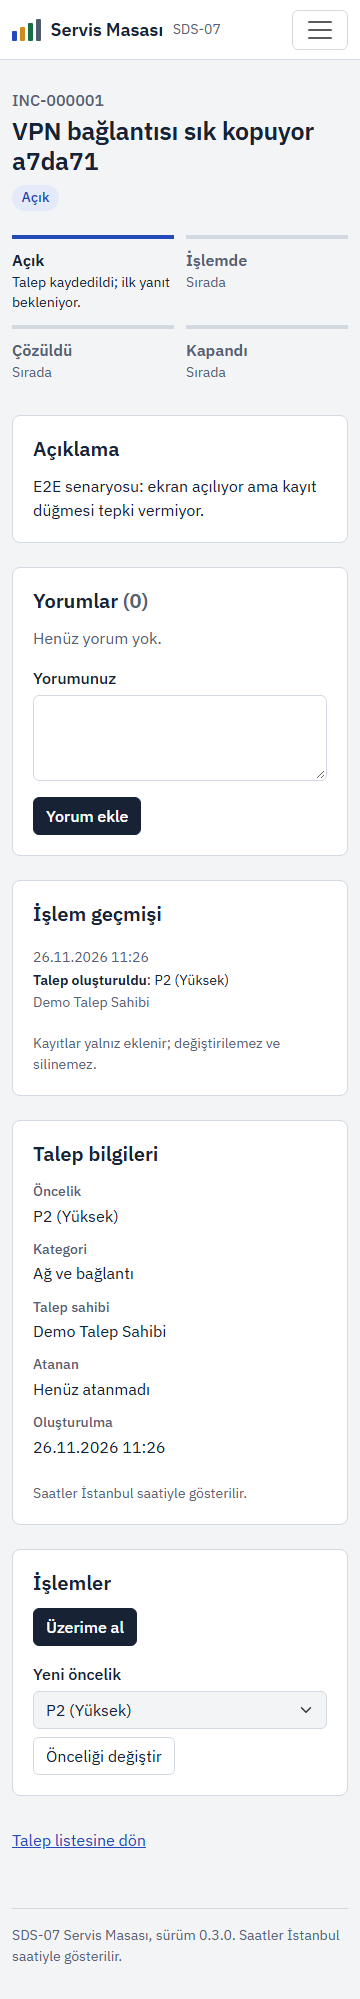 Servis Masası SDS-07
INC-000001
VPN bağlantısı sık kopuyor
a7da71
Açık
Açık
Talep kaydedildi; ilk yanıt
bekleniyor.
İşlemde
Sırada
Çözüldü
Sırada
Kapandı
Sırada
Açıklama
E2E senaryosu: ekran açılıyor ama kayıt
düğmesi tepki vermiyor.
Yorumlar (0)
Henüz yorum yok.
Yorumunuz
Yorum ekle
İşlem geçmişi
26.11.2026 11:26
Talep oluşturuldu: P2 (Yüksek)
Demo Talep Sahibi
Kayıtlar yalnız eklenir; değiştirilemez ve
silinemez.
Talep bilgileri
Öncelik
P2 (Yüksek)
Kategori
Ağ ve bağlantı
Talep sahibi
Demo Talep Sahibi
Atanan
Henüz atanmadı
Oluşturulma
26.11.2026 11:26
Saatler İstanbul saatiyle gösterilir.
İşlemler
Üzerime al
Yeni öncelik
P2 (Yüksek)
Önceliği değiştir
Talep listesine dön
SDS-07 Servis Masası, sürüm 0.3.0. Saatler İstanbul
saatiyle gösterilir.